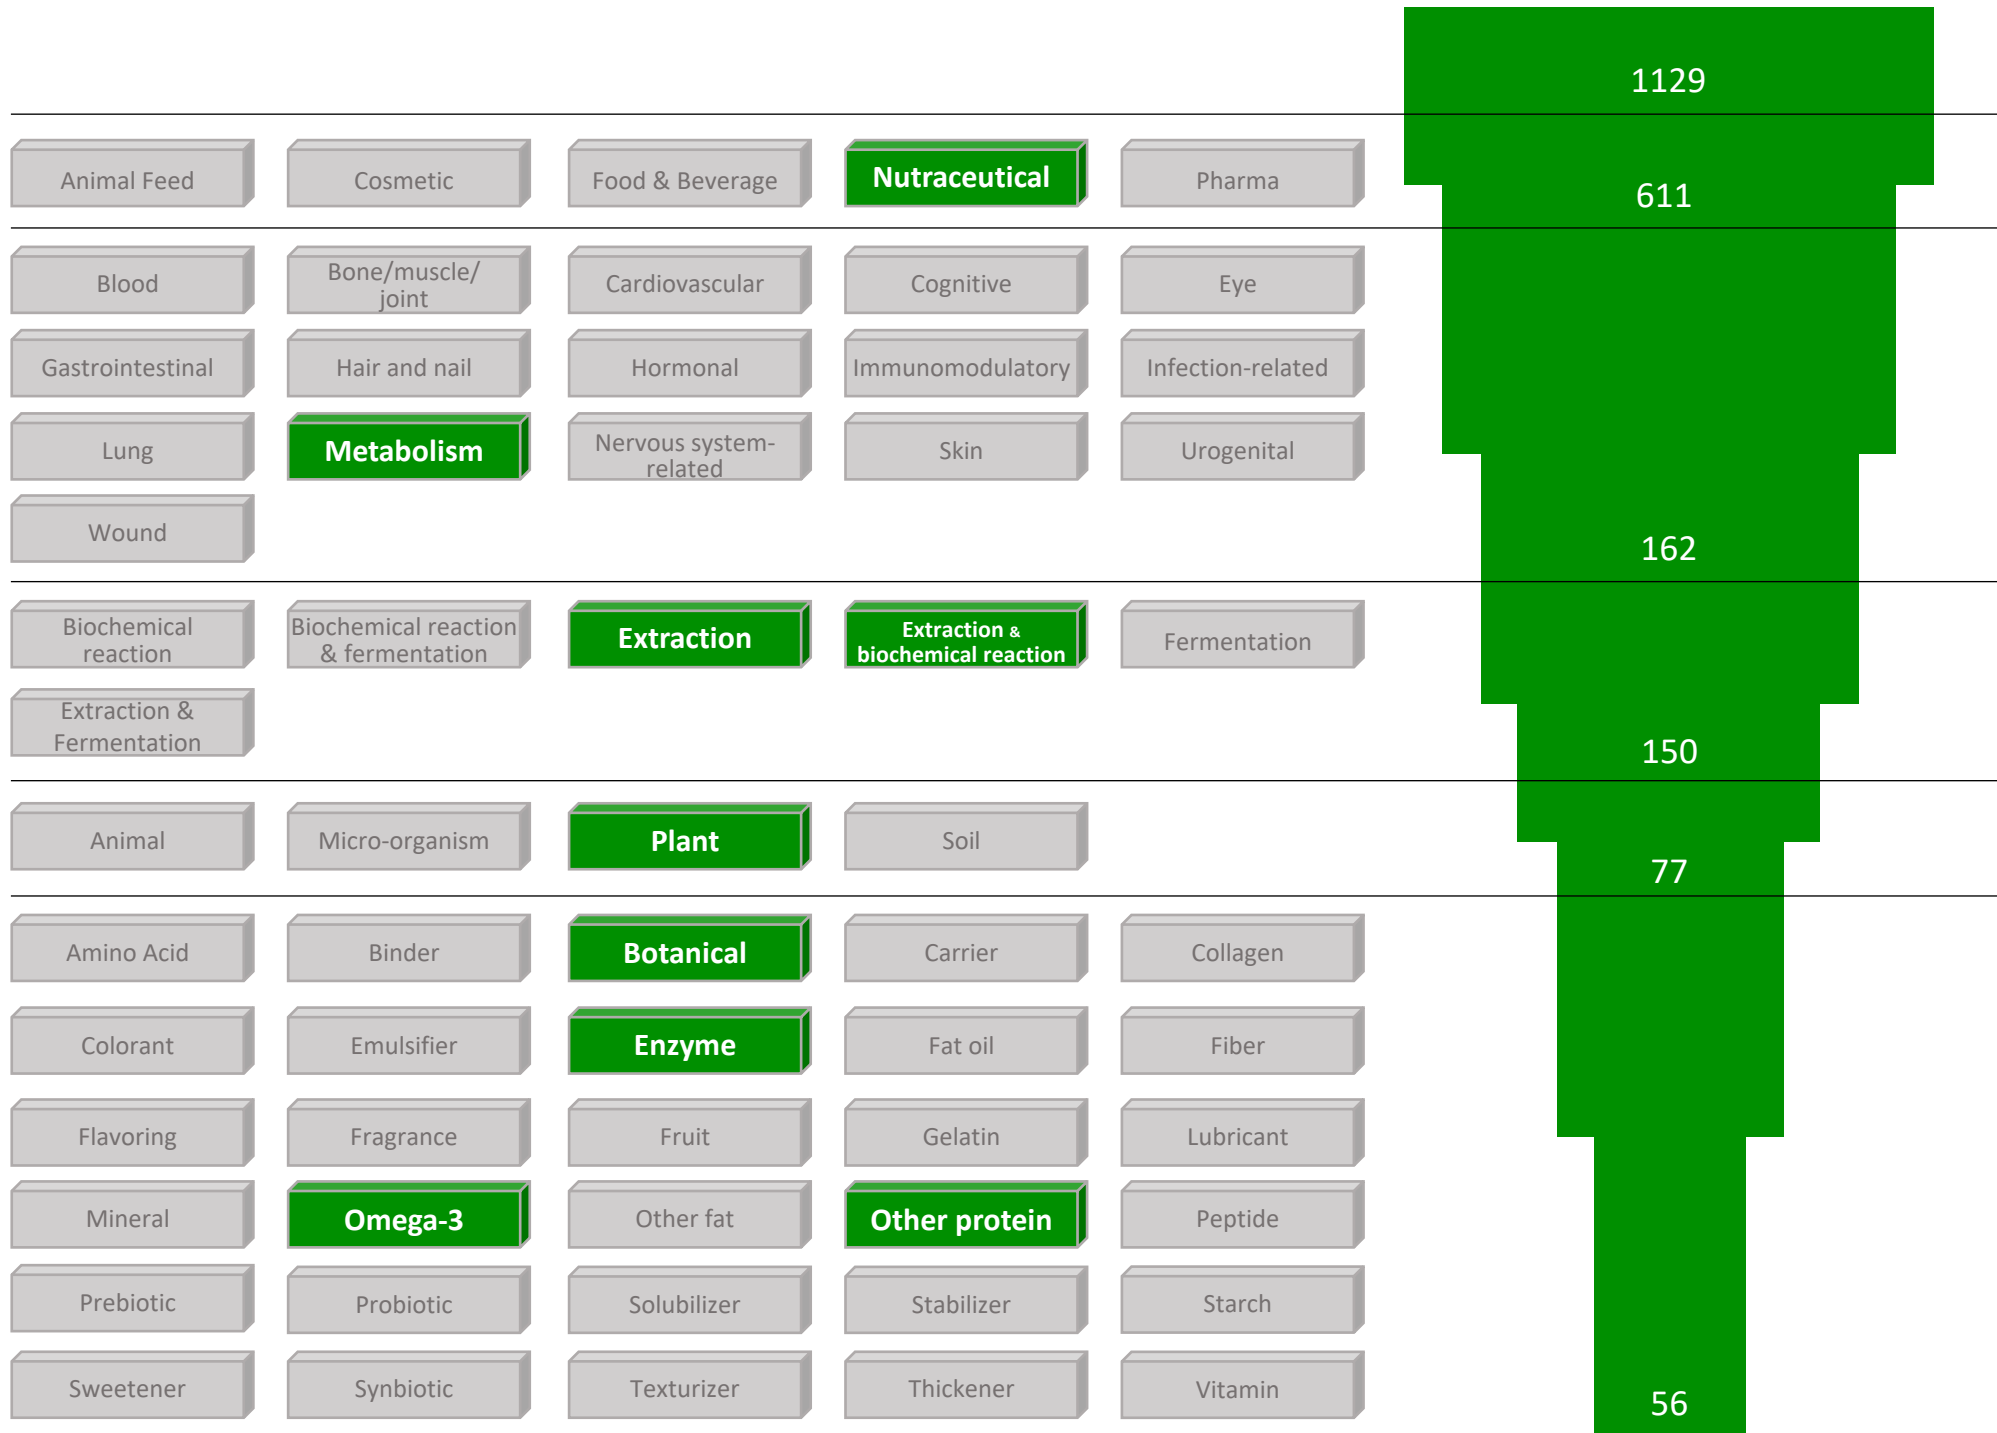 1129
Animal Feed
Cosmetic
Food & Beverage
Nutraceutical
Pharma
611
Blood
Bone/muscle/
joint
Cardiovascular
Cognitive
Eye
Gastrointestinal
Hair and nail
Hormonal
Immunomodulatory
Infection-related
Lung
Metabolism
Nervous system-
related
Skin
Urogenital
Wound
162
Biochemical
reaction
Biochemical reaction
& fermentation
Extraction
Extraction &
biochemical reaction
Fermentation
Extraction &
Fermentation
150
Animal
Micro-organism
Plant
Soil
77
Amino Acid
Binder
Botanical
Carrier
Collagen
Colorant
Emulsifier
Enzyme
Fat oil
Fiber
Flavoring
Fragrance
Fruit
Gelatin
Lubricant
Mineral
Omega-3
Other fat
Other protein
Peptide
Prebiotic
Probiotic
Solubilizer
Stabilizer
Starch
Sweetener
Synbiotic
Texturizer
Thickener
Vitamin
56